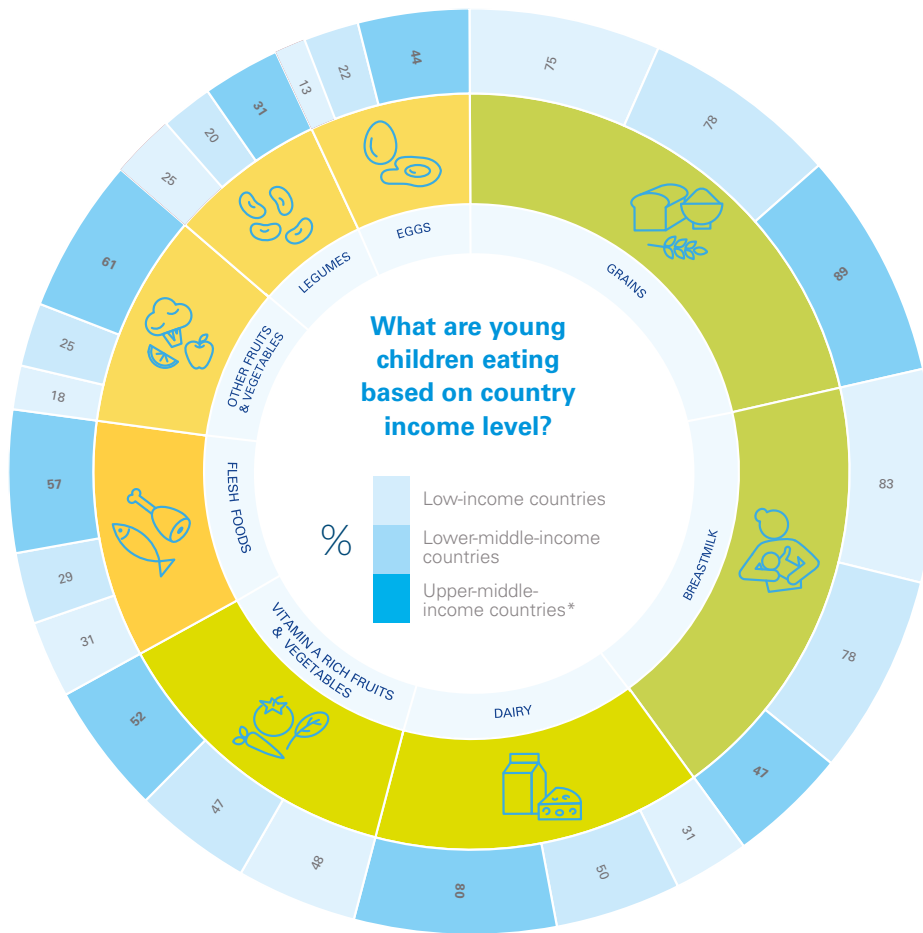 What are young
children eating
based on country
income level?
%
Low-income countries
Lower-middle-income
countries
Upper-middle-
income countries*
GRAINS
75
78
89
BREASTMILK
83
78
47
DAIRY
31
50
80
VITAMIN A RICH FRUITS
& VEGETABLES
48
47
52
FLESH FOODS
31
29
57
OTHER FRUITS
& VEGETABLES
18
25
61
LEGUMES
25
20
31
EGGS
13
22
44